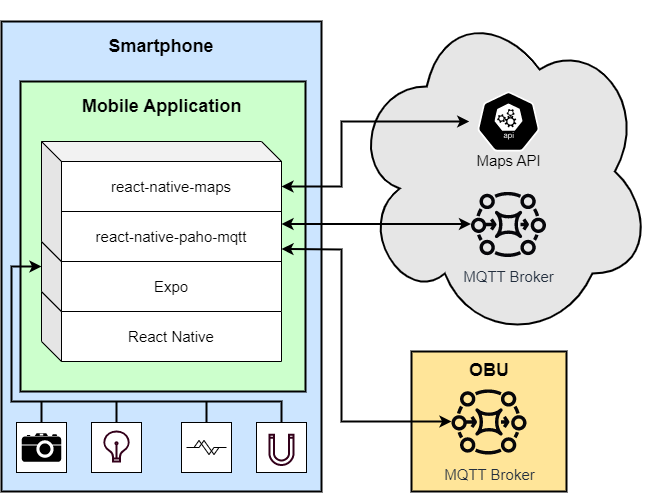 Smartphone
Mobile Application
react-native-maps
react-native-paho-mqtt
Expo
React Native
api
Maps API
MQTT Broker
OBU
MQTT Broker